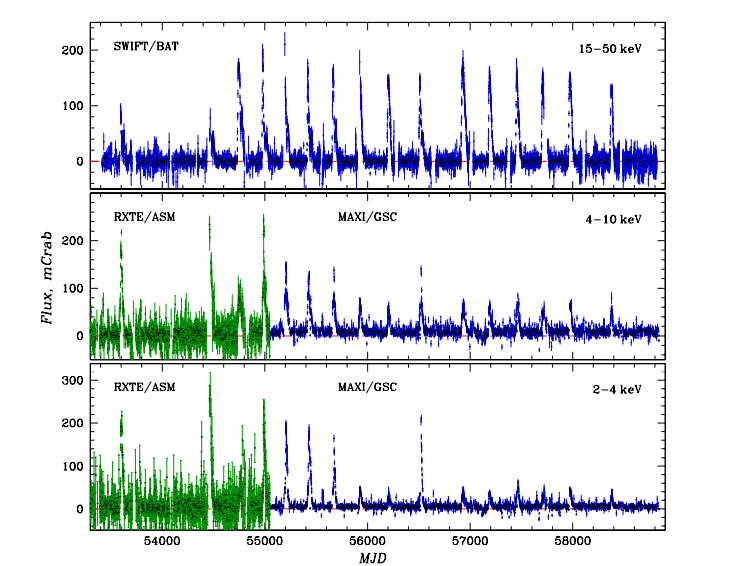 SWIFT/BAT 15-50 keV
200
100
0
RXTE/ASM MAXI/GSC 4-10 keV
200
100
0
Flux, mCrab
RXTE/ASM MAXI/GSC 2-4 keV
300
200
100
0
54000 55000 56000 57000 58000
MJD